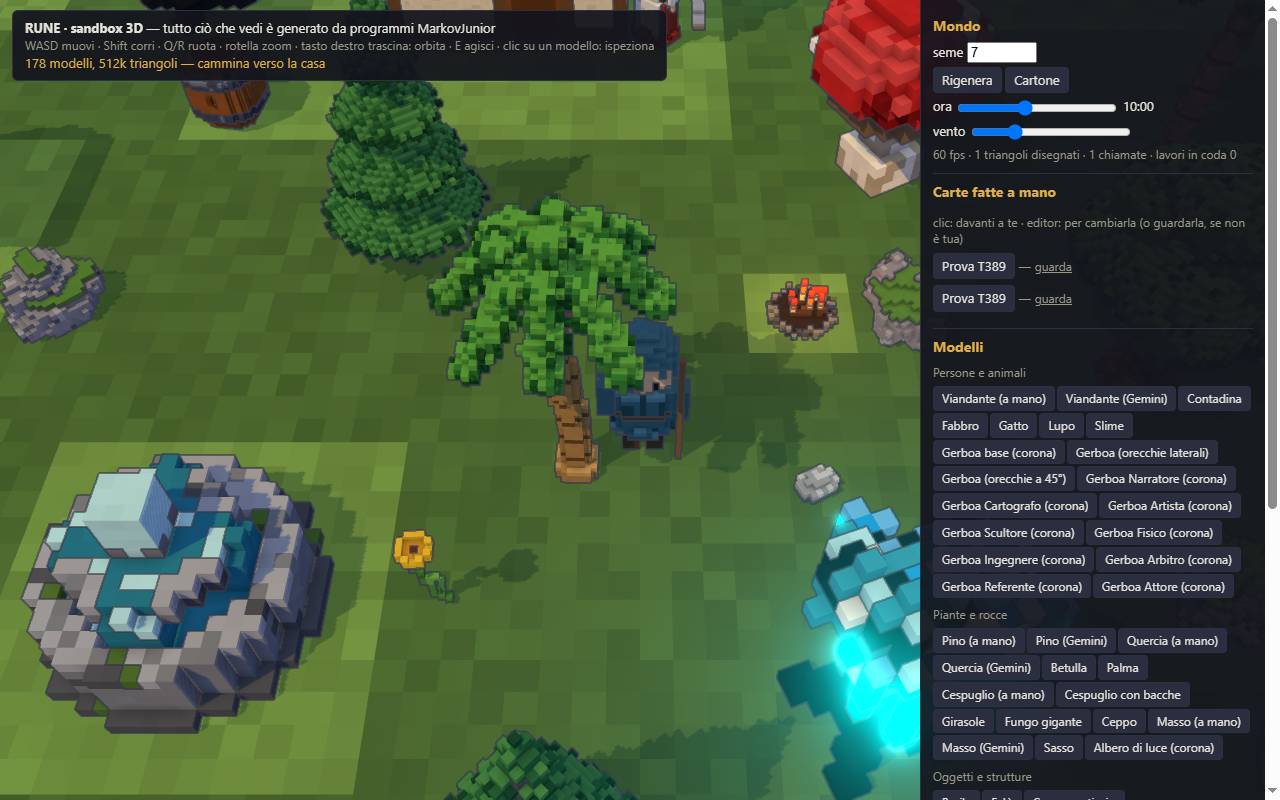 RUNE · sandbox 3D — tutto ciò che vedi è generato da programmi MarkovJunior
WASD muovi · Shift corri · Q/R ruota · rotella zoom · tasto destro trascina: orbita · E agisci · clic su un modello: ispeziona
178 modelli, 512k triangoli — cammina verso la casa
Mondo
seme 7
Rigenera Cartone
ora 10:00
vento
60 fps · 1 triangoli disegnati · 1 chiamate · lavori in coda 0
Carte fatte a mano
clic: davanti a te · editor: per cambiarla (o guardarla, se non
è tua)
Prova T389 — guarda
Prova T389 — guarda
Modelli
Persone e animali
Viandante (a mano) Viandante (Gemini) Contadina
Fabbro Gatto Lupo Slime
Gerboa base (corona) Gerboa (orecchie laterali)
Gerboa (orecchie a 45°) Gerboa Narratore (corona)
Gerboa Cartografo (corona) Gerboa Artista (corona)
Gerboa Scultore (corona) Gerboa Fisico (corona)
Gerboa Ingegnere (corona) Gerboa Arbitro (corona)
Gerboa Referente (corona) Gerboa Attore (corona)
Piante e rocce
Pino (a mano) Pino (Gemini) Quercia (a mano)
Quercia (Gemini) Betulla Palma
Cespuglio (a mano) Cespuglio con bacche
Girasole Fungo gigante Ceppo Masso (a mano)
Masso (Gemini) Sasso Albero di luce (corona)
Oggetti e strutture